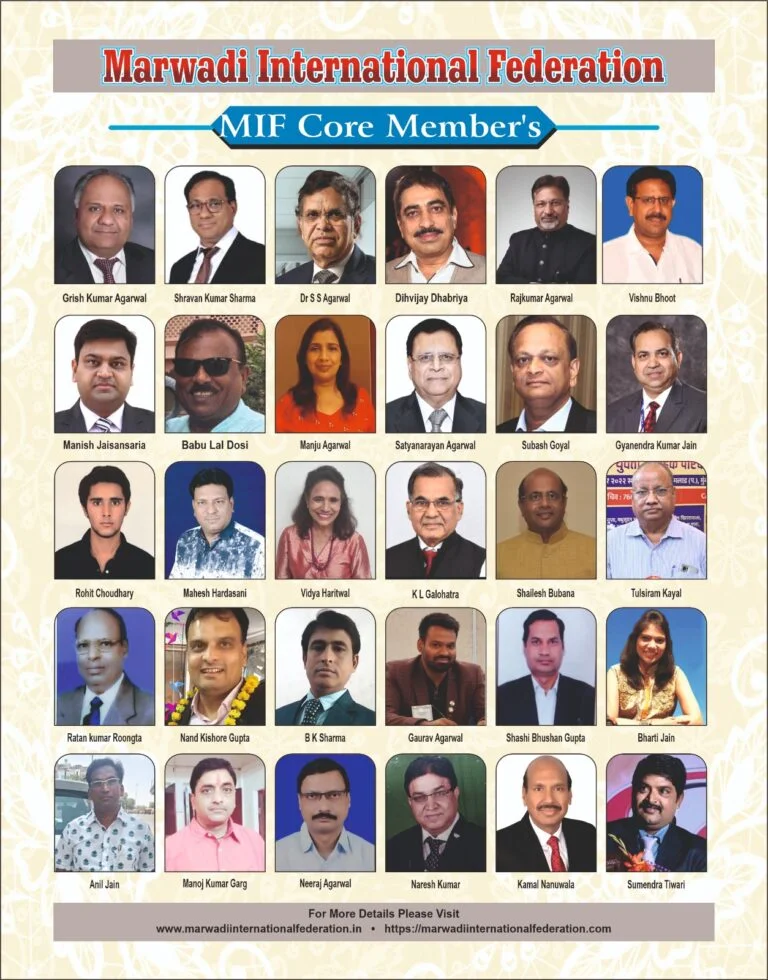 Marwadi International Federation
MIF Core Member's
Grish Kumar Agarwal
Shravan Kumar Sharma
Dr S S Agarwal
Dihvijay Dhabriya
Rajkumar Agarwal
Vishnu Bhoot
Manish Jaisansaria
Babu Lal Dosi
Manju Agarwal
Satyanarayan Agarwal
Subash Goyal
Gyanendra Kumar Jain
Rohit Choudhary
Mahesh Hardasani
Vidya Haritwal
K L Galohatra
Shailesh Bubana
Tulsiram Kayal
Ratan kumar Roongta
Nand Kishore Gupta
B K Sharma
Gaurav Agarwal
Shashi Bhushan Gupta
Bharti Jain
Anil Jain
Manoj Kumar Garg
Neeraj Agarwal
Naresh Kumar
Kamal Nanuwala
Sumendra Tiwari
For More Details Please Visit
www.marwadiinternationalfederation.in • https://marwadiinternationalfederation.com